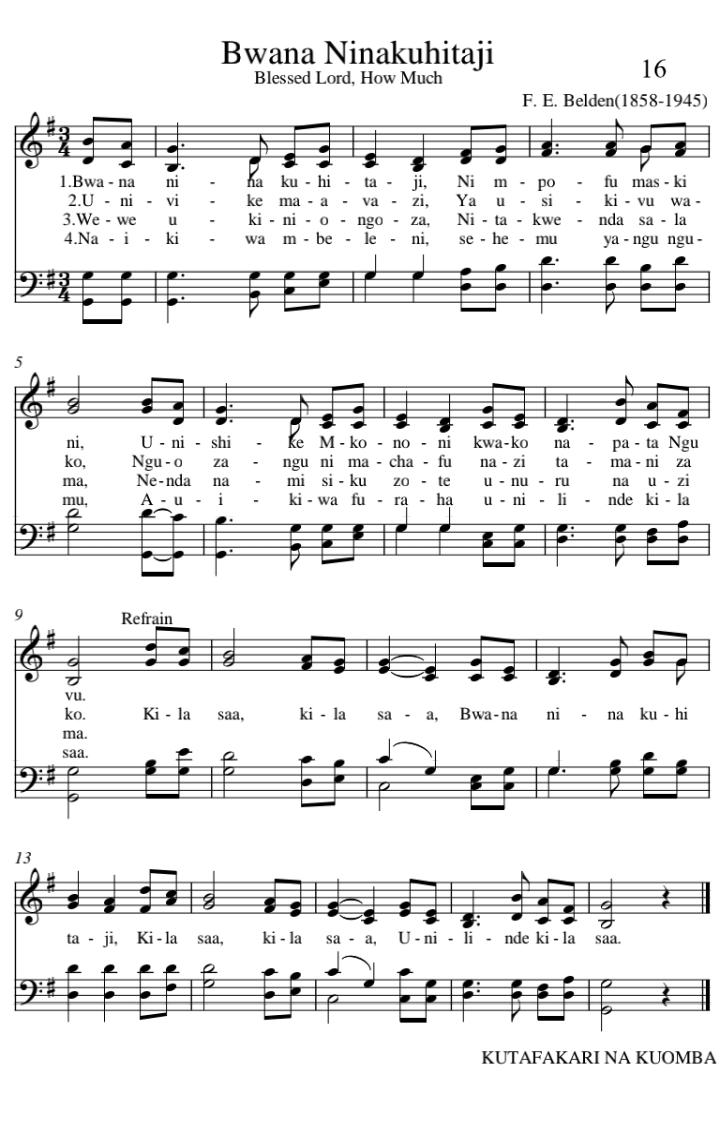 Bwana Ninakuhitaji
Blessed Lord, How Much
16
F. E. Belden(1858-1945)
3 4
1.Bwa - na ni - na ku - hi - ta - ji, Ni m - po - fu mas - ki
2.U - ni - vi - ke ma - a - va - zi, Ya u - si - ki - vu wa -
3.We - we u - ki - ni - o - ngo - za, Ni - ta - kwe - nda sa - la
4.Na - i - ki - wa m - be - le - ni, se - he - mu ya - ngu ngu -
3 4
5
ni, U - ni - shi - ke M - ko - no - ni kwa - ko na - pa - ta Ngu
ko, Ngu - o za - ngu ni ma - cha - fu na - zi ta - ma - ni za
ma, Ne - nda na - mi si - ku zo - te u - nu - ru na u - zi
mu, A - u - i - ki - wa fu - ra - ha u - ni - li - nde ki - la
9
Refrain
vu.
ko. Ki - la saa, ki - la sa - a, Bwa - na ni - na ku - hi
ma.
saa.
13
ta - ji, Ki - la saa, ki - la sa - a, U - ni - li - nde ki - la saa.
KUTAFAKARI NA KUOMBA